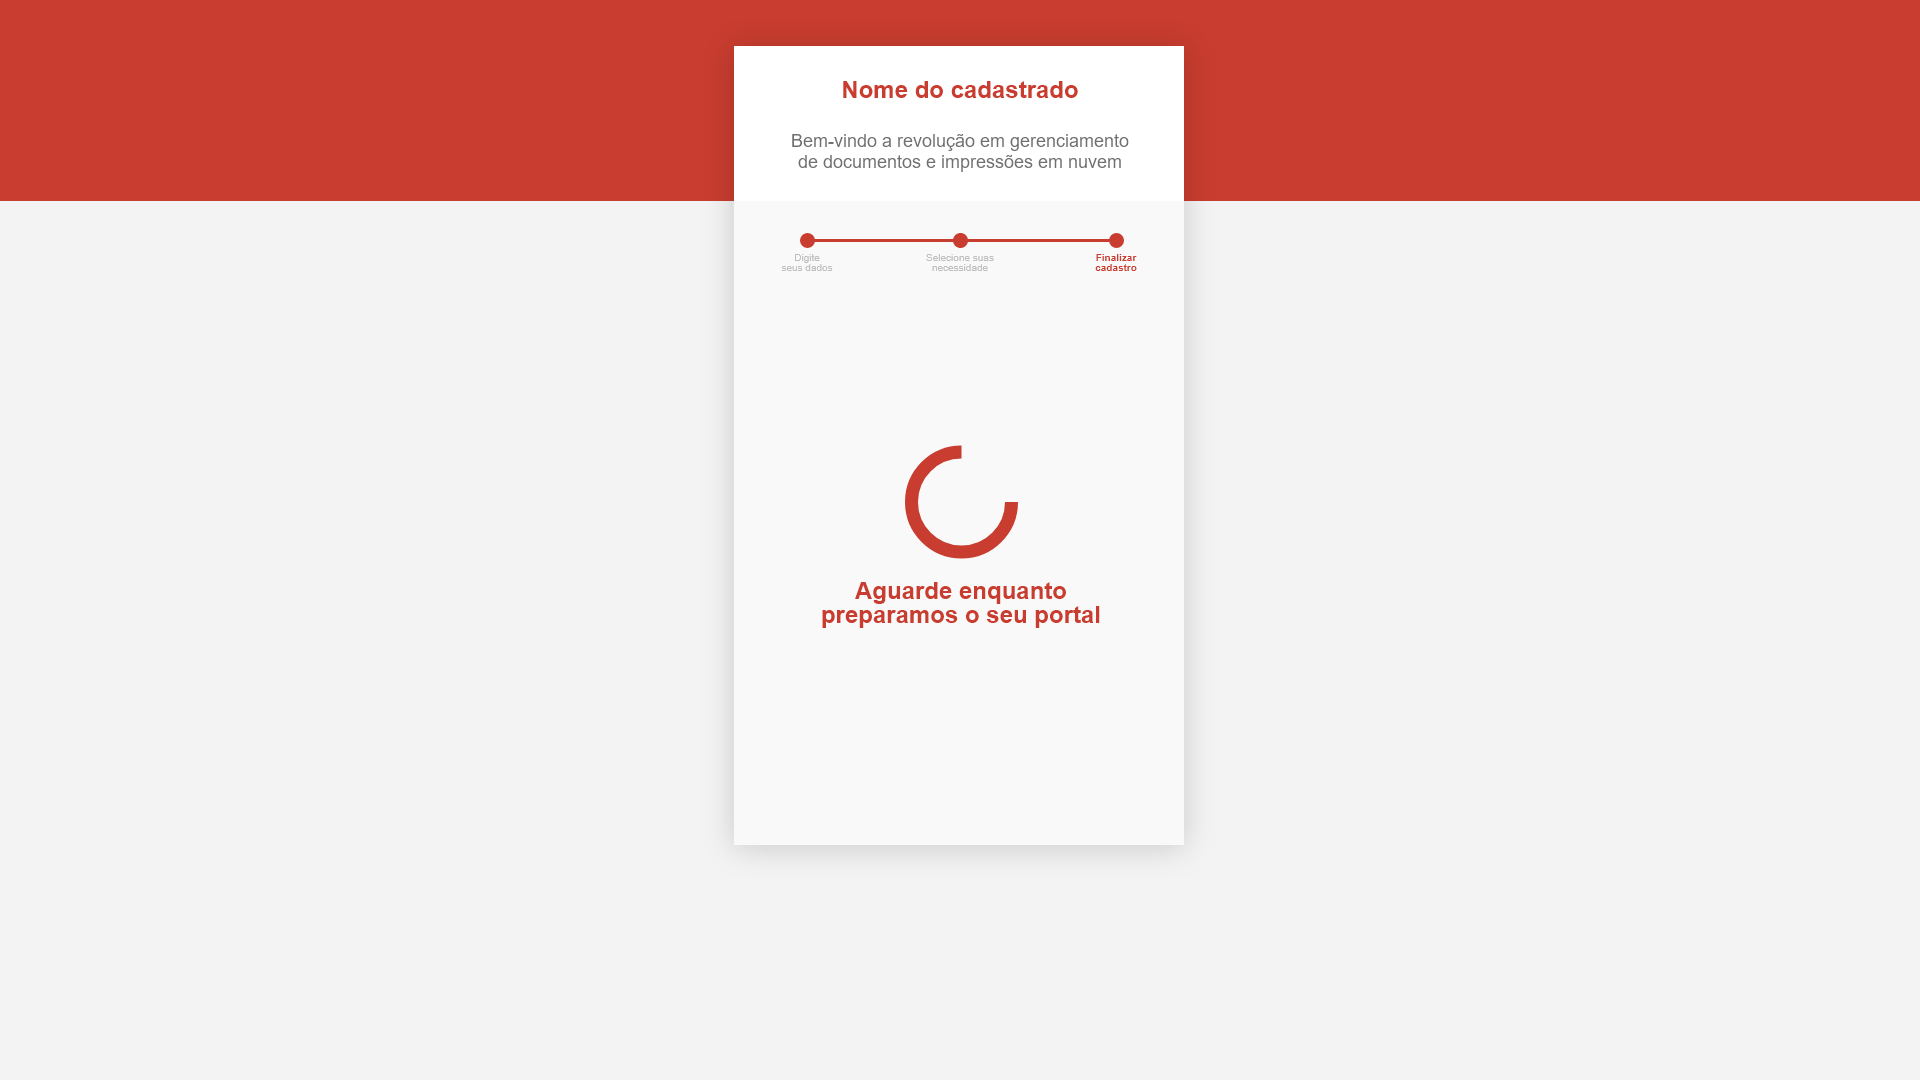 Nome do cadastrado
Bem-vindo a revolução em gerenciamento
de documentos e impressões em nuvem
Digite
seus dados
Selecione suas
necessidade
Finalizar
cadastro
Aguarde enquanto
preparamos o seu portal